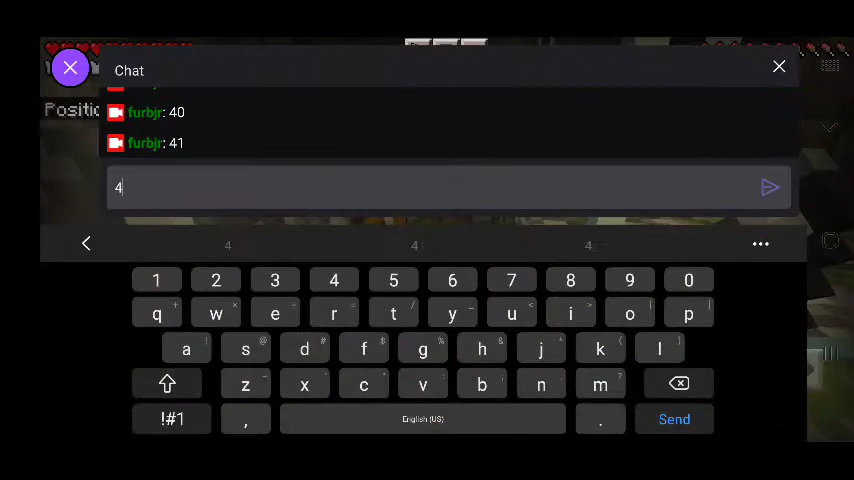 Chat
Positio
furbjr: 40
furbjr: 41
4
4 4 4
1 2 3 4 5 6 7 8 9 0
q w e r t y u i o p
a s d f g h j k l
z x c v b n m
!#1 , English (US) . Send